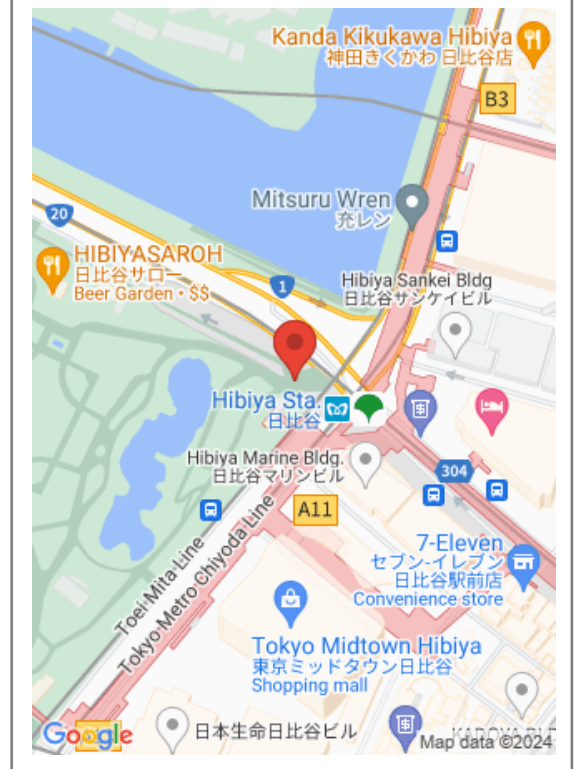 Kanda Kikukawa Hibiya
神田きくかわ 日比谷店
B3
Mitsuru Wren
充レン
20
HIBIYASAROH
日比谷サロー
Beer Garden • $$
1
Hibiya Sankei Bldg
日比谷サンケイビル
Hibiya Sta.
日比谷
Hibiya Marine Bldg.
日比谷マリンビル
304
A11
7-Eleven
セブン-イレブン
日比谷駅前店
Convenience store
Toei-Mita Line
Tokyo Metro Chiyoda Line
Tokyo Midtown Hibiya
東京ミッドタウン日比谷
Shopping mall
日本生命日比谷ビル
Google
Map data ©2024